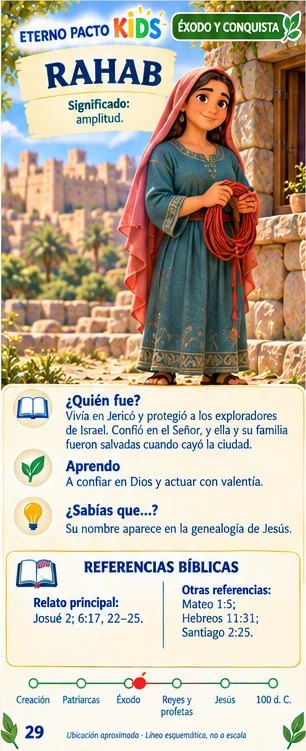 ETERNO PACTO KIDS
ÉXODO Y CONQUISTA
RAHAB
Significado:
amplitud.
¿Quién fue?
Vivía en Jericó y protegió a los exploradores
de Israel. Confió en el Señor, y ella y su familia
fueron salvadas cuando cayó la ciudad.
Aprendo
A confiar en Dios y actuar con valentía.
¿Sabías que...?
Su nombre aparece en la genealogía de Jesús.
REFERENCIAS BÍBLICAS
Relato principal:
Josué 2; 6:17, 22–25.
Otras referencias:
Mateo 1:5;
Hebreos 11:31;
Santiago 2:25.
Creación
Patriarcas
Éxodo
Reyes y
profetas
Jesús
100 d. C.
29
Ubicación aproximada · Línea esquemática, no a escala